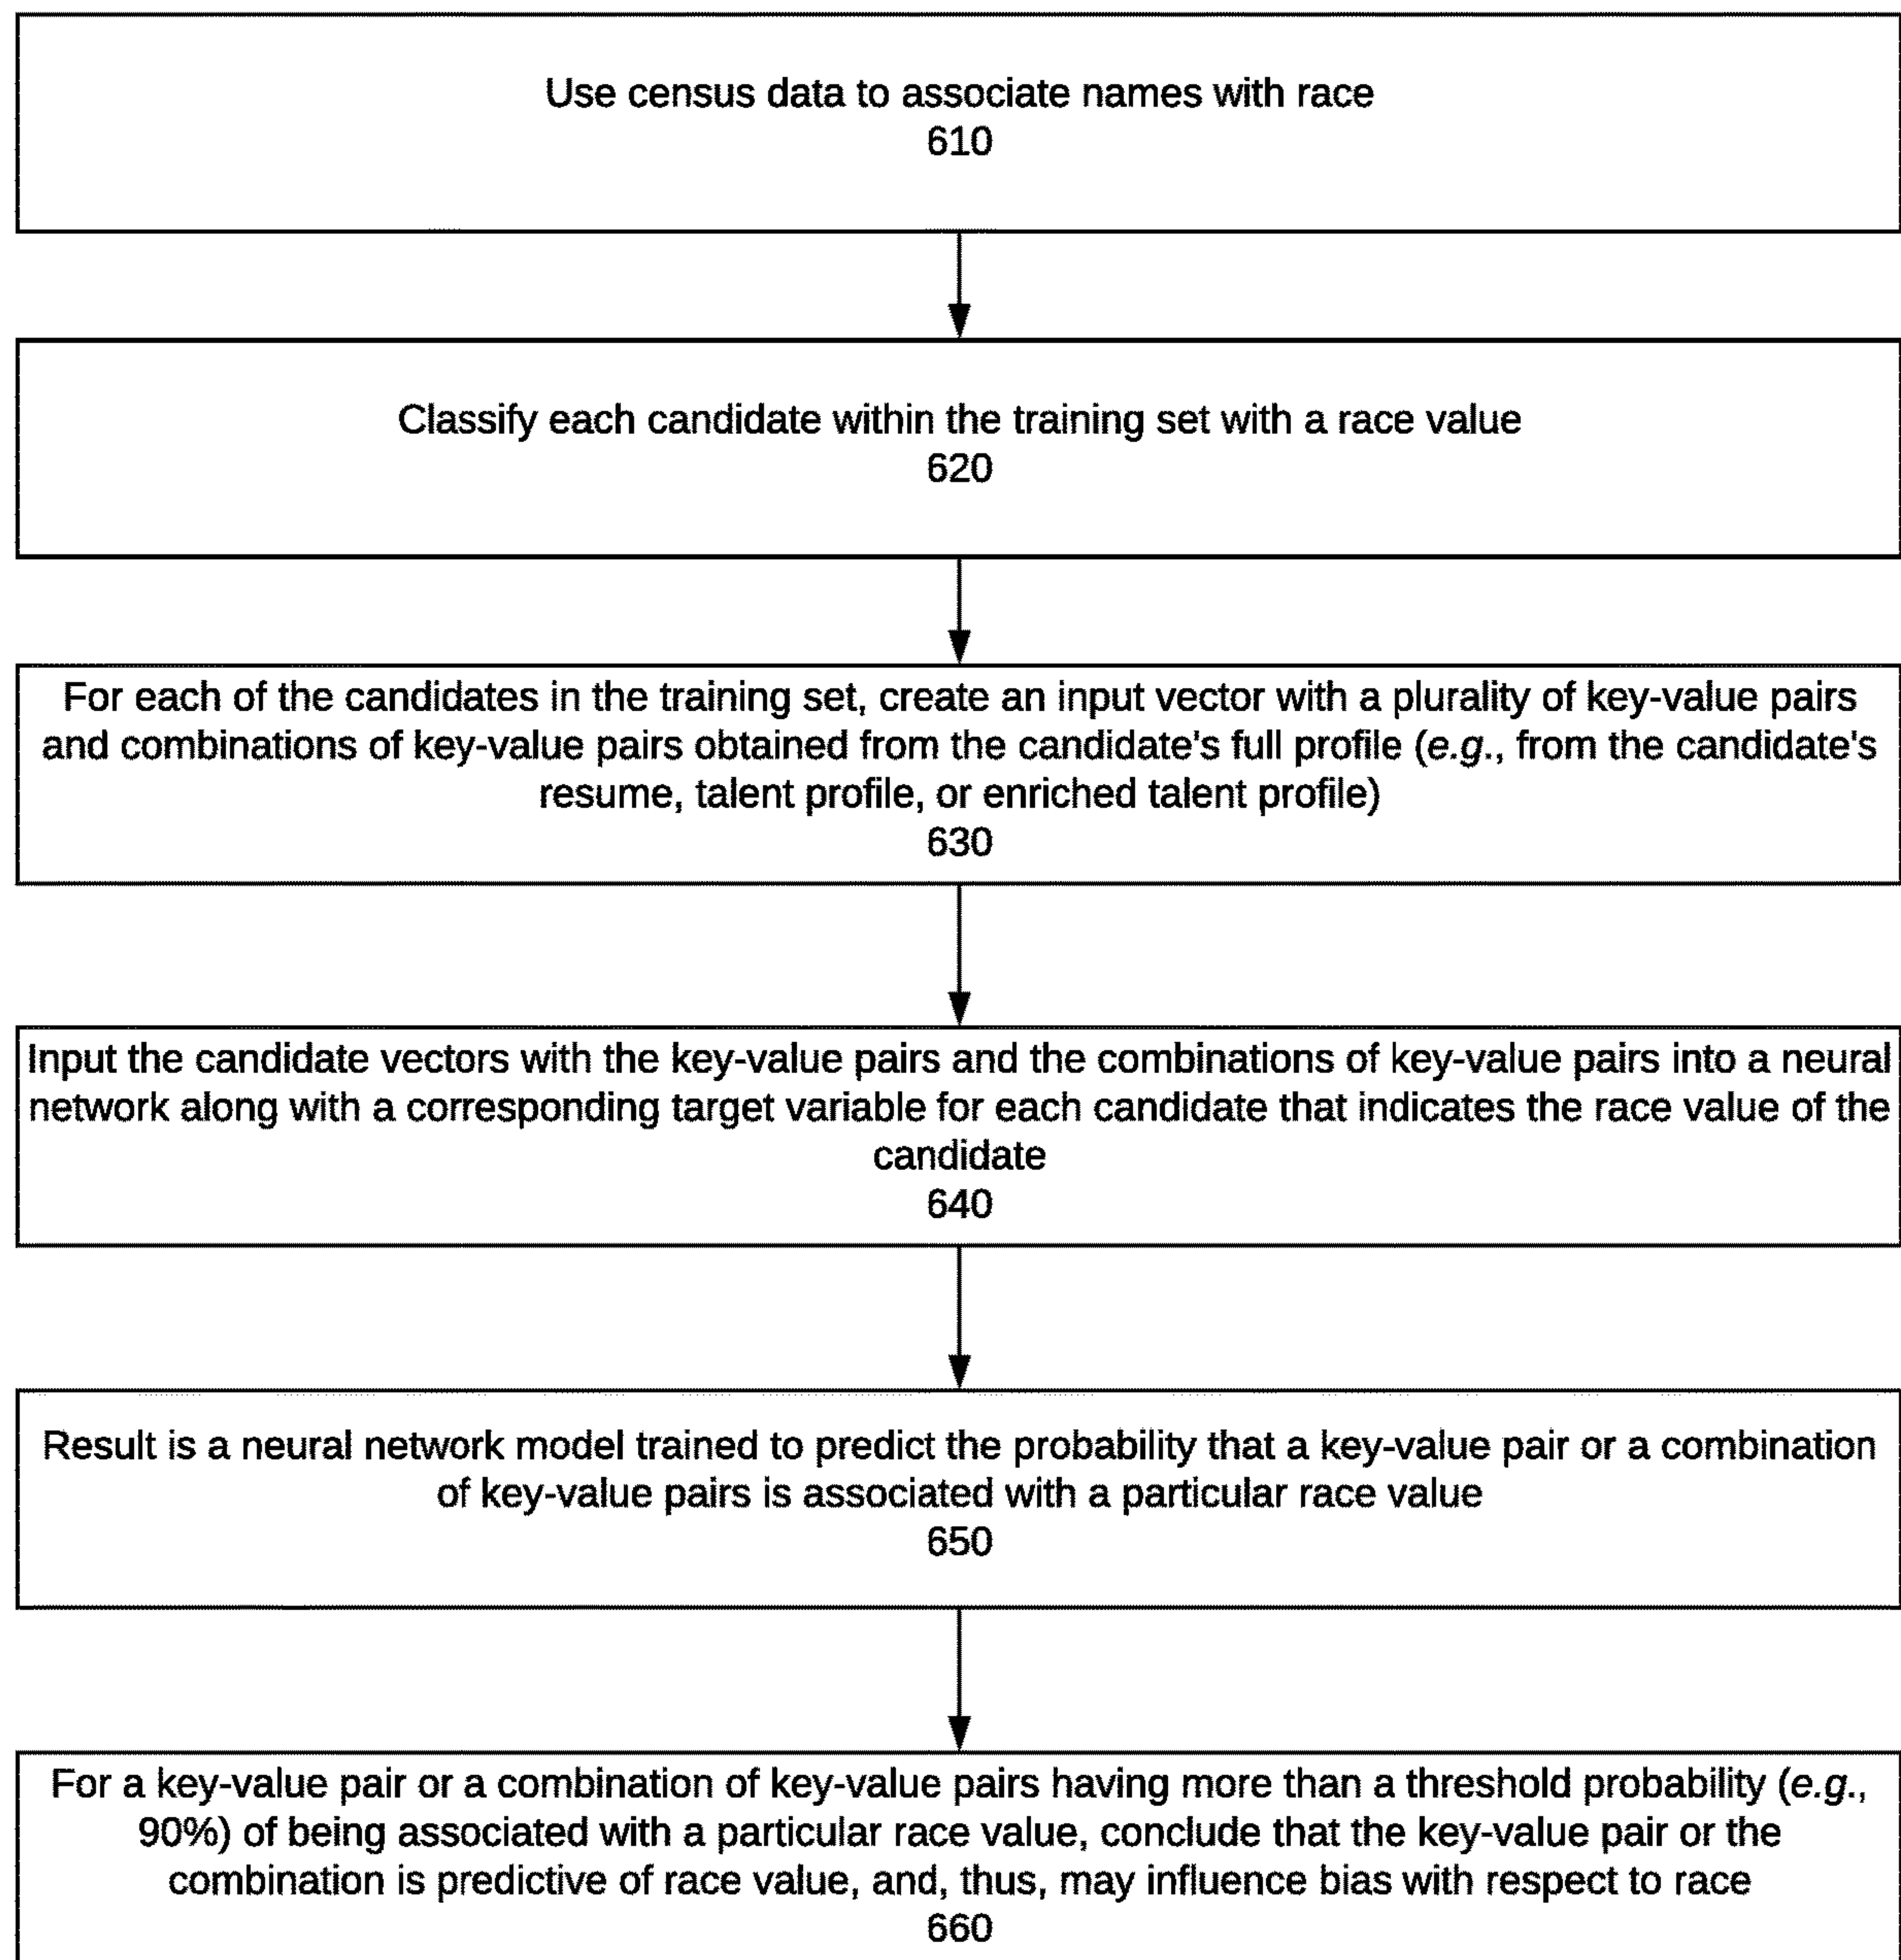 Use census data to associate names with race
610
Classify each candidate within the training set with a race value
620
For each of the candidates in the training set, create an input vector with a plurality of key-value pairs
and combinations of key-value pairs obtained from the candidate's full profile (e.g., from the candidate's
resume, talent profile, or enriched talent profile)
630
Input the candidate vectors with the key-value pairs and the combinations of key-value pairs into a neural
network along with a corresponding target variable for each candidate that indicates the race value of the
candidate
640
Result is a neural network model trained to predict the probability that a key-value pair or a combination
of key-value pairs is associated with a particular race value
650
For a key-value pair or a combination of key-value pairs having more than a threshold probability (e.g.,
90%) of being associated with a particular race value, conclude that the key-value pair or the
combination is predictive of race value, and, thus, may influence bias with respect to race
660